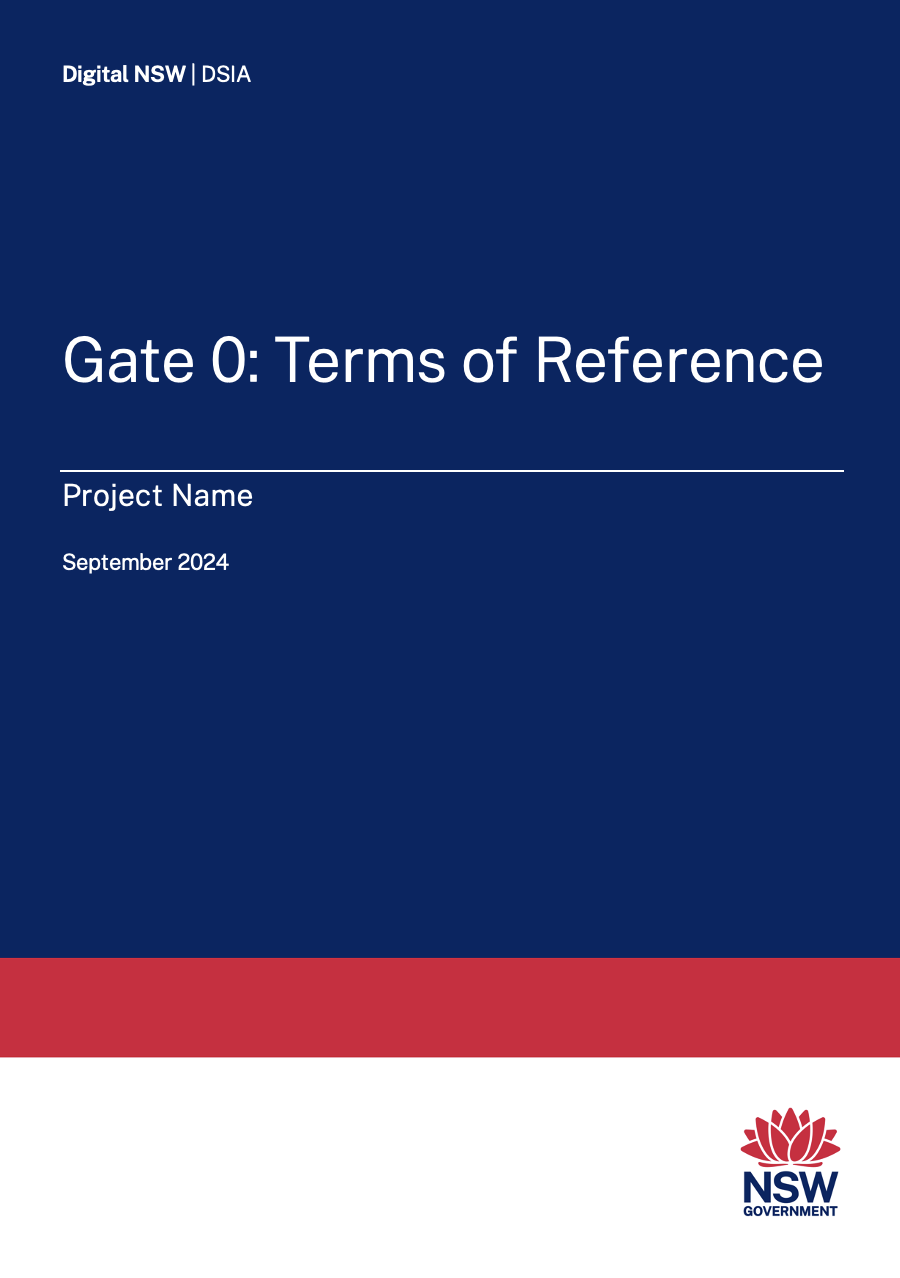 Digital NSW | DSIA
Gate 0: Terms of Reference
Project Name
September 2024
NSW
GOVERNMENT